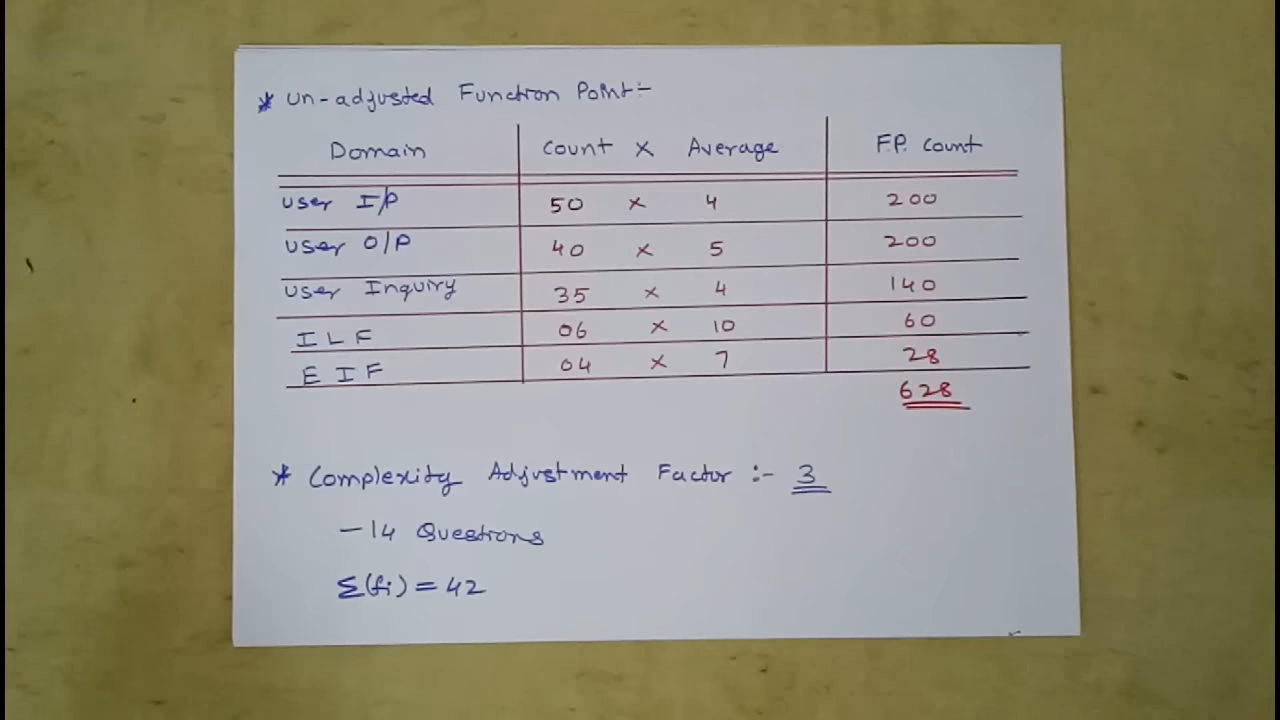 * Un-adjusted Function Point:-
Domain Count X Average F.P. Count
User I/P 50 x 4 200
User O/P 40 x 5 200
User Inquiry 35 x 4 140
ILF 06 x 10 60
EIF 04 x 7 28
628
* Complexity Adjustment Factor :- 3
- 14 Questions
Σ(fi) = 42